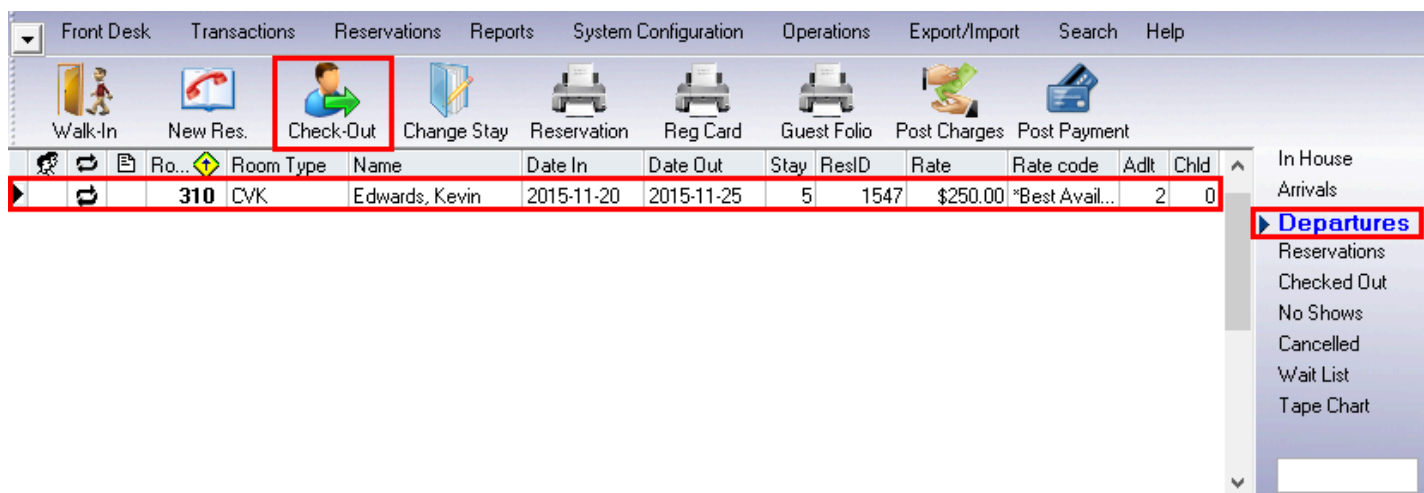 Front Desk Transactions Reservations Reports System Configuration Operations Export/Import Search Help
Walk-In New Res. Check-Out Change Stay Reservation Reg Card Guest Folio Post Charges Post Payment
Ro... Room Type Name Date In Date Out Stay ResID Rate Rate code Adlt Chld
310 CVK Edwards, Kevin 2015-11-20 2015-11-25 5 1547 $250.00 *Best Avail... 2 0
In House
Arrivals
Departures
Reservations
Checked Out
No Shows
Cancelled
Wait List
Tape Chart